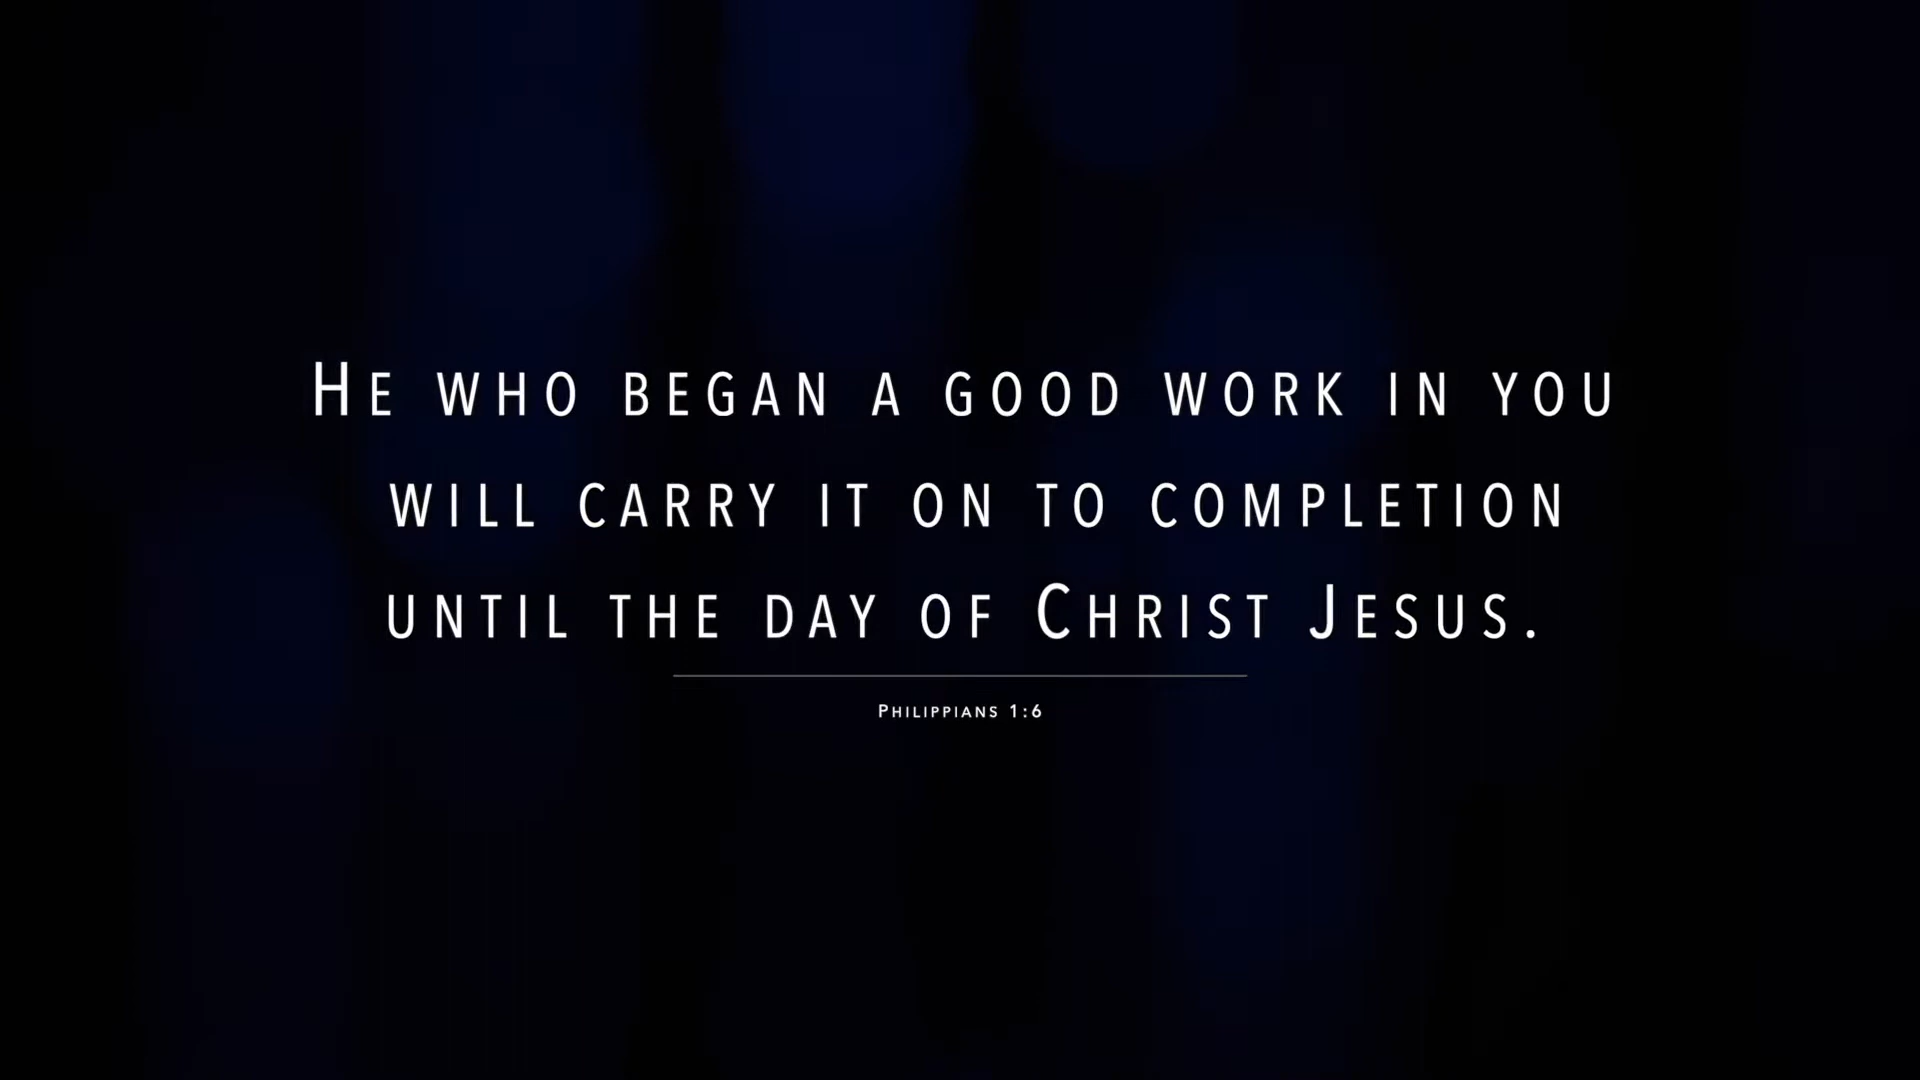 He who began a good work in you
will carry it on to completion
until the day of Christ Jesus.
Philippians 1:6